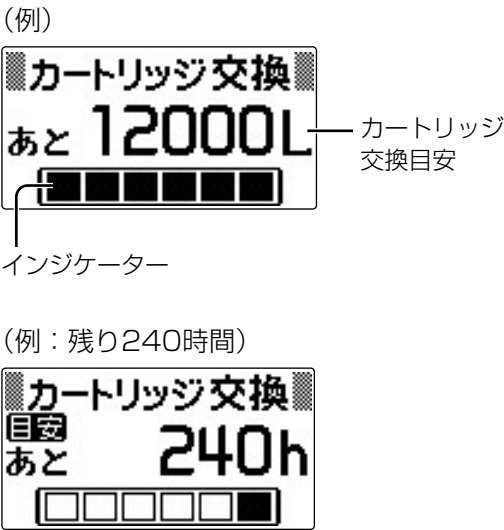 （例）
カートリッジ交換
あと 12000L
カートリッジ
交換目安
インジケーター
（例：残り240時間）
カートリッジ交換
目安
あと 240h